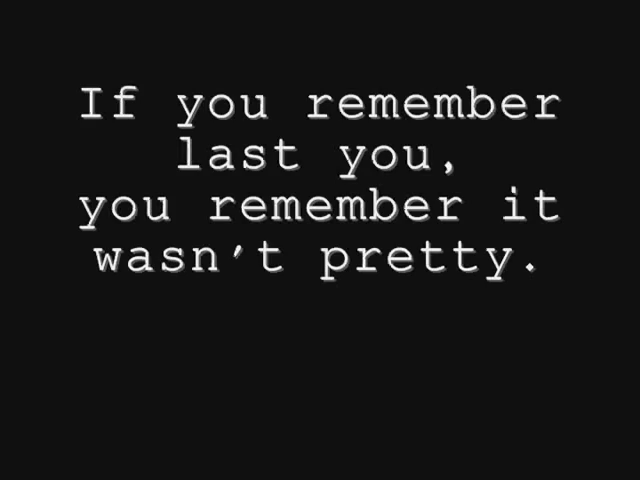 If you remember
last you,
you remember it
wasn't pretty.